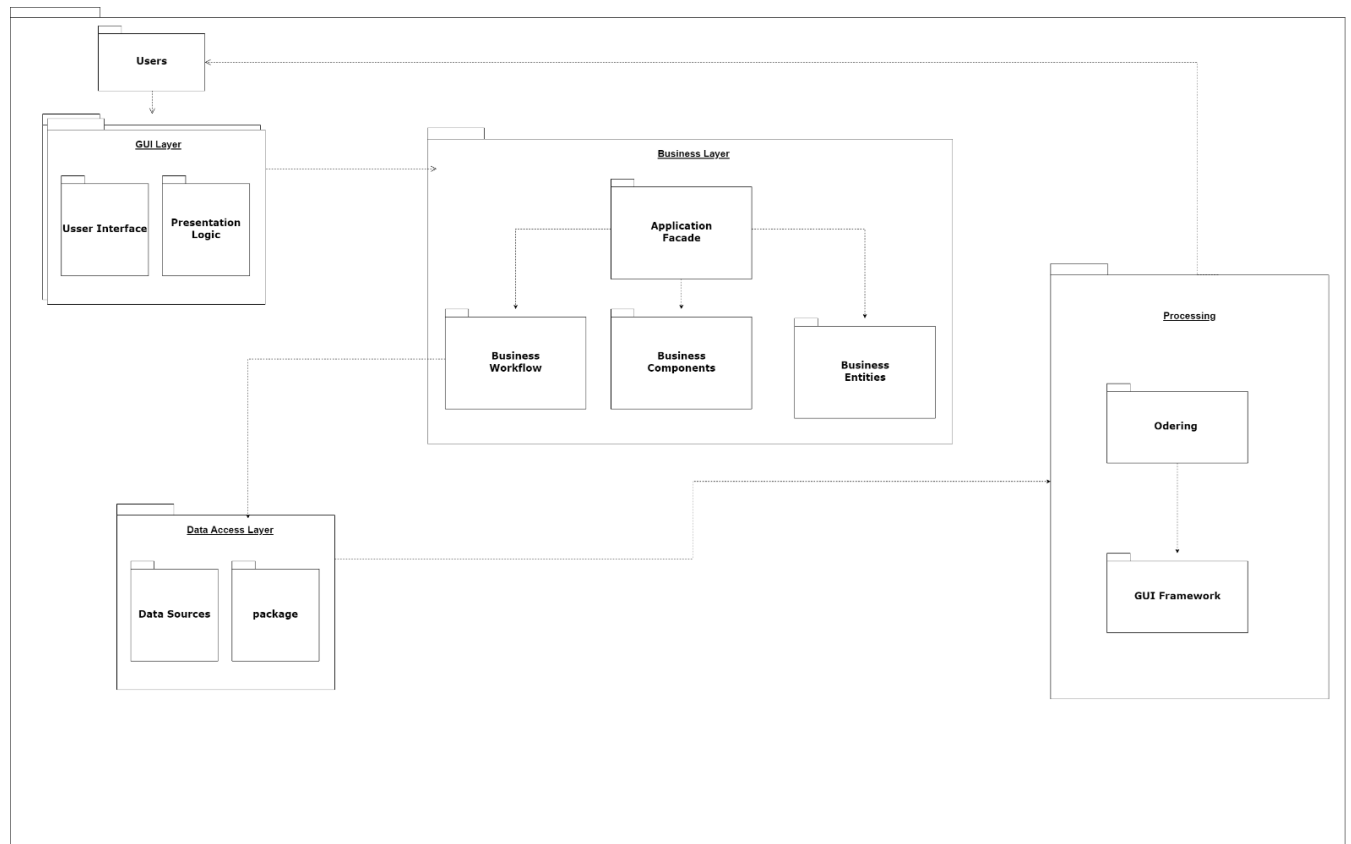 Users
GUI Layer
Usser Interface
Presentation
Logic
Business Layer
Application
Facade
Business
Workflow
Business
Components
Business
Entities
Processing
Odering
GUI Framework
Data Access Layer
Data Sources
package